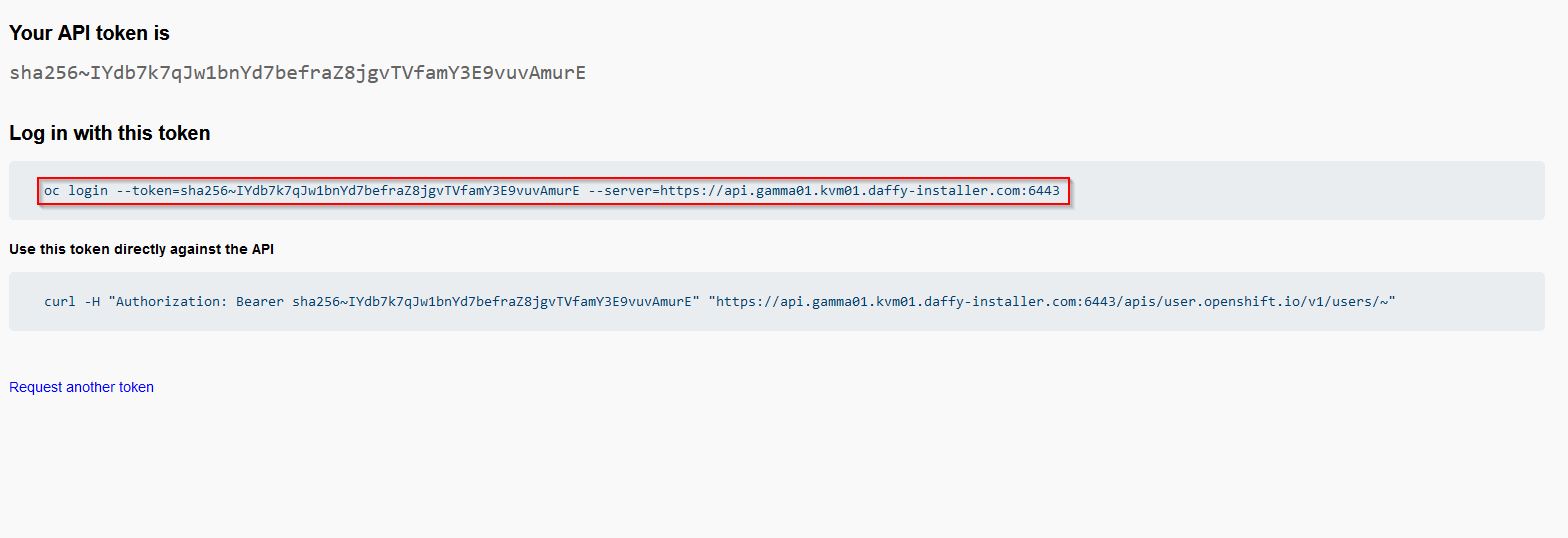 Your API token is
sha256~IYdb7k7qJw1bnYd7befraZ8jgvTVfamY3E9vuvAmurE
Log in with this token
oc login --token=sha256~IYdb7k7qJw1bnYd7befraZ8jgvTVfamY3E9vuvAmurE --server=https://api.gamma01.kvm01.daffy-installer.com:6443
Use this token directly against the API
curl -H "Authorization: Bearer sha256~IYdb7k7qJw1bnYd7befraZ8jgvTVfamY3E9vuvAmurE" "https://api.gamma01.kvm01.daffy-installer.com:6443/apis/user.openshift.io/v1/users/~"
Request another token